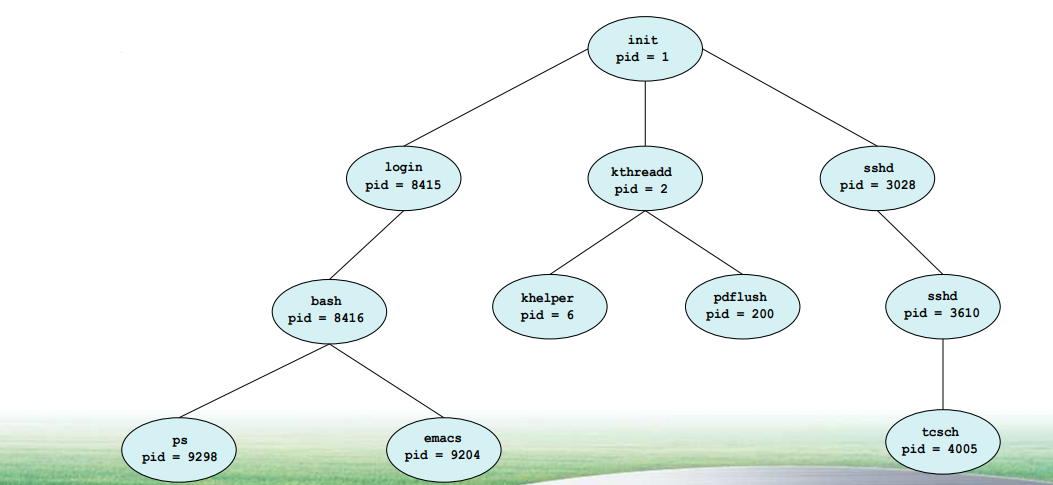 init
pid = 1
login
pid = 8415
kthreadd
pid = 2
sshd
pid = 3028
bash
pid = 8416
khelper
pid = 6
pdflush
pid = 200
sshd
pid = 3610
ps
pid = 9298
emacs
pid = 9204
tcsch
pid = 4005